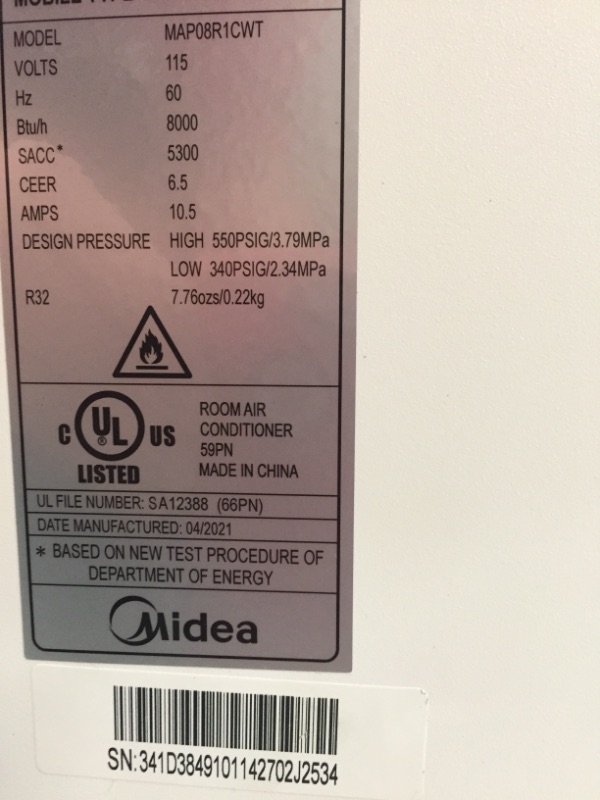 MODEL MAP08R1CWT
VOLTS 115
Hz 60
Btu/h 8000
SACC* 5300
CEER 6.5
AMPS 10.5
DESIGN PRESSURE HIGH 550PSIG/3.79MPa
LOW 340PSIG/2.34MPa
R32 7.76ozs/0.22kg
C UL US
®
LISTED
ROOM AIR
CONDITIONER
59PN
MADE IN CHINA
UL FILE NUMBER: SA12388 (66PN)
DATE MANUFACTURED: 04/2021
* BASED ON NEW TEST PROCEDURE OF
DEPARTMENT OF ENERGY
Midea
SN:341D3849101142702J2534